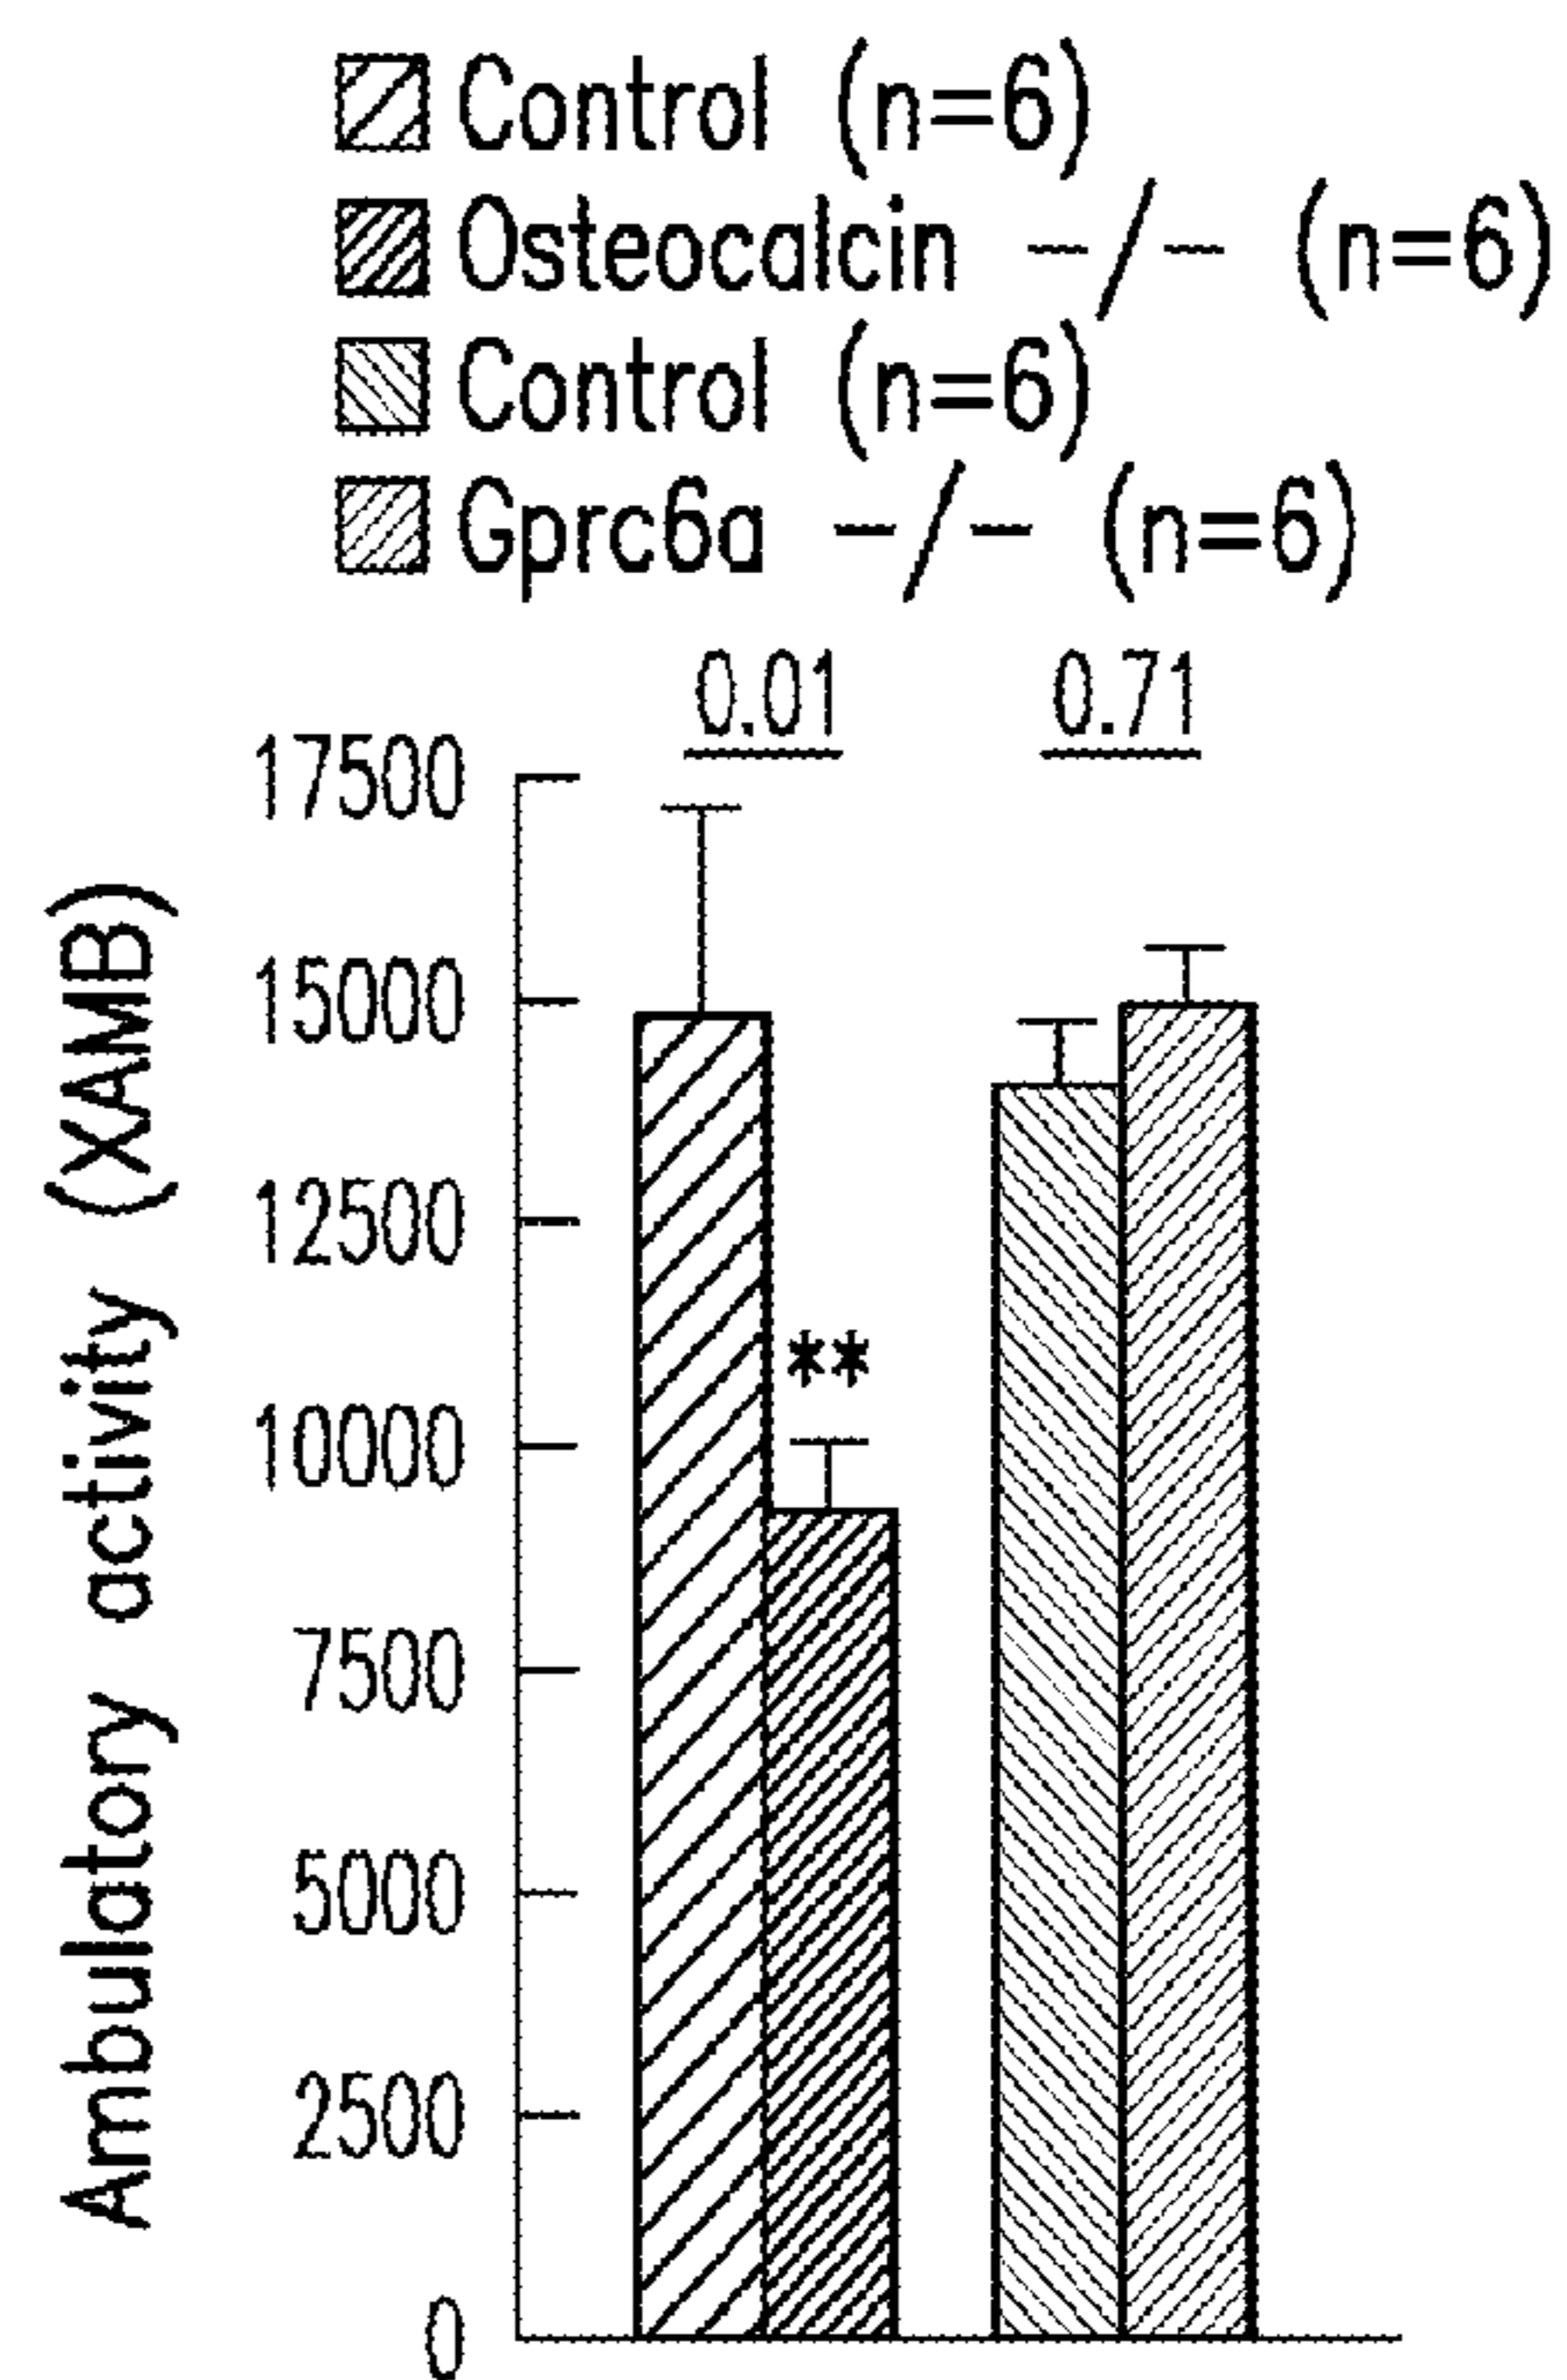 Control (n=6)
Osteocalcin -/- (n=6)
Control (n=6)
Gprc6a -/- (n=6)
0.01 0.71
Ambulatory activity (XAMB)
17500
15000
12500
**
10000
7500
5000
2500
0